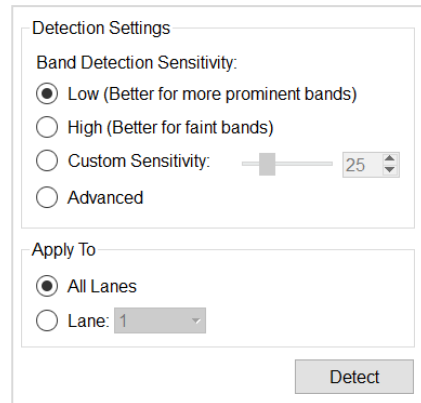 Detection Settings
Band Detection Sensitivity:
Low (Better for more prominent bands)
High (Better for faint bands)
Custom Sensitivity: 25
Advanced
Apply To
All Lanes
Lane: 1
Detect